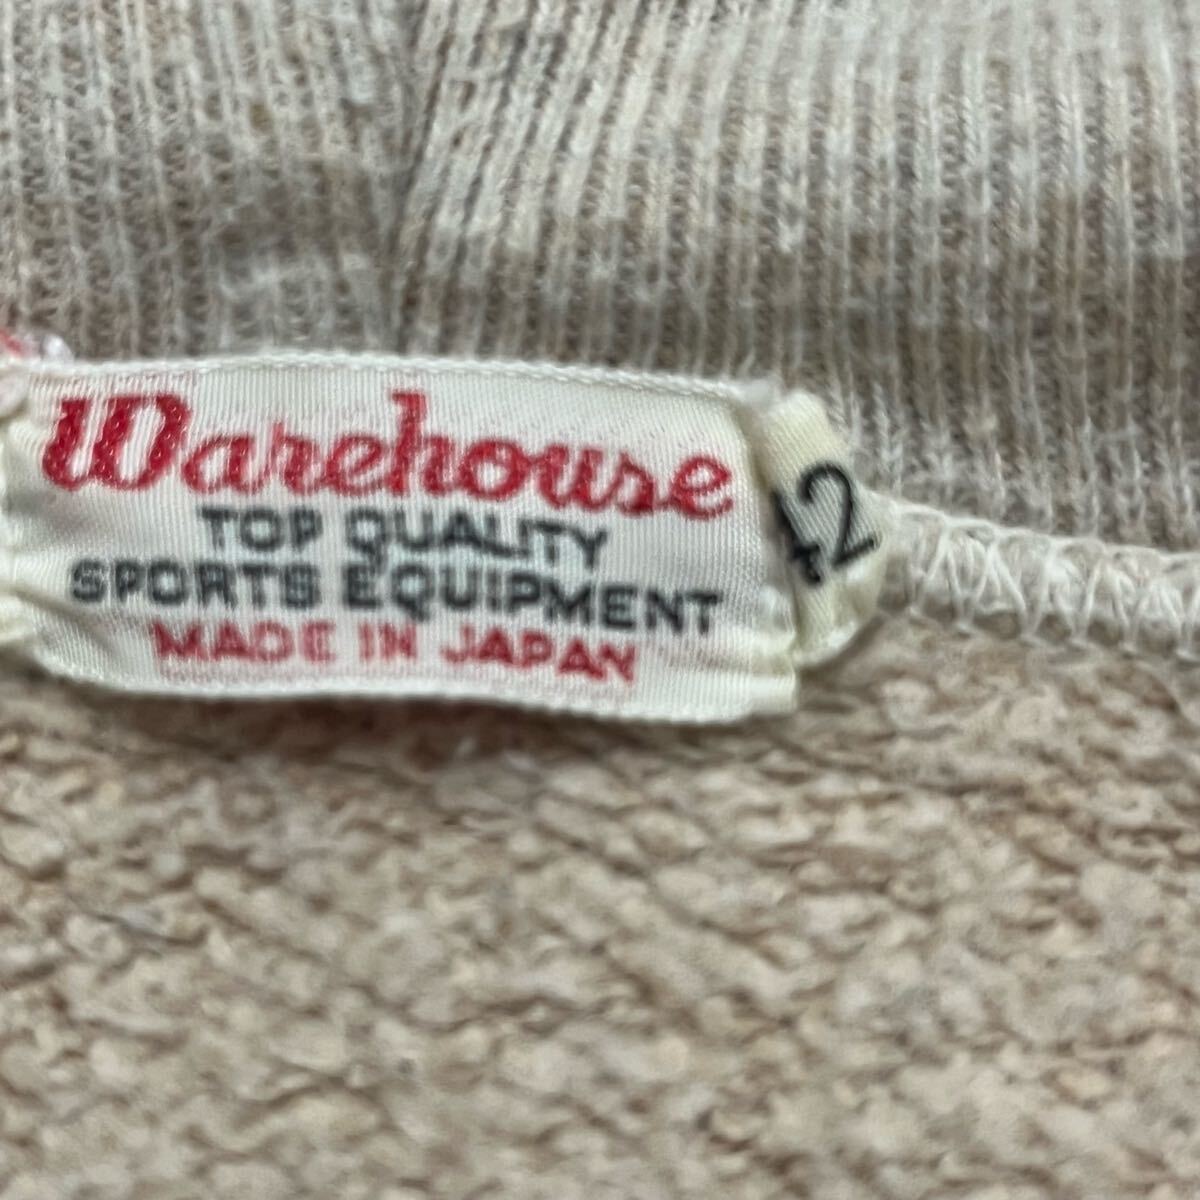 Warehouse
TOP QUALITY
SPORTS EQUIPMENT
MADE IN JAPAN
42